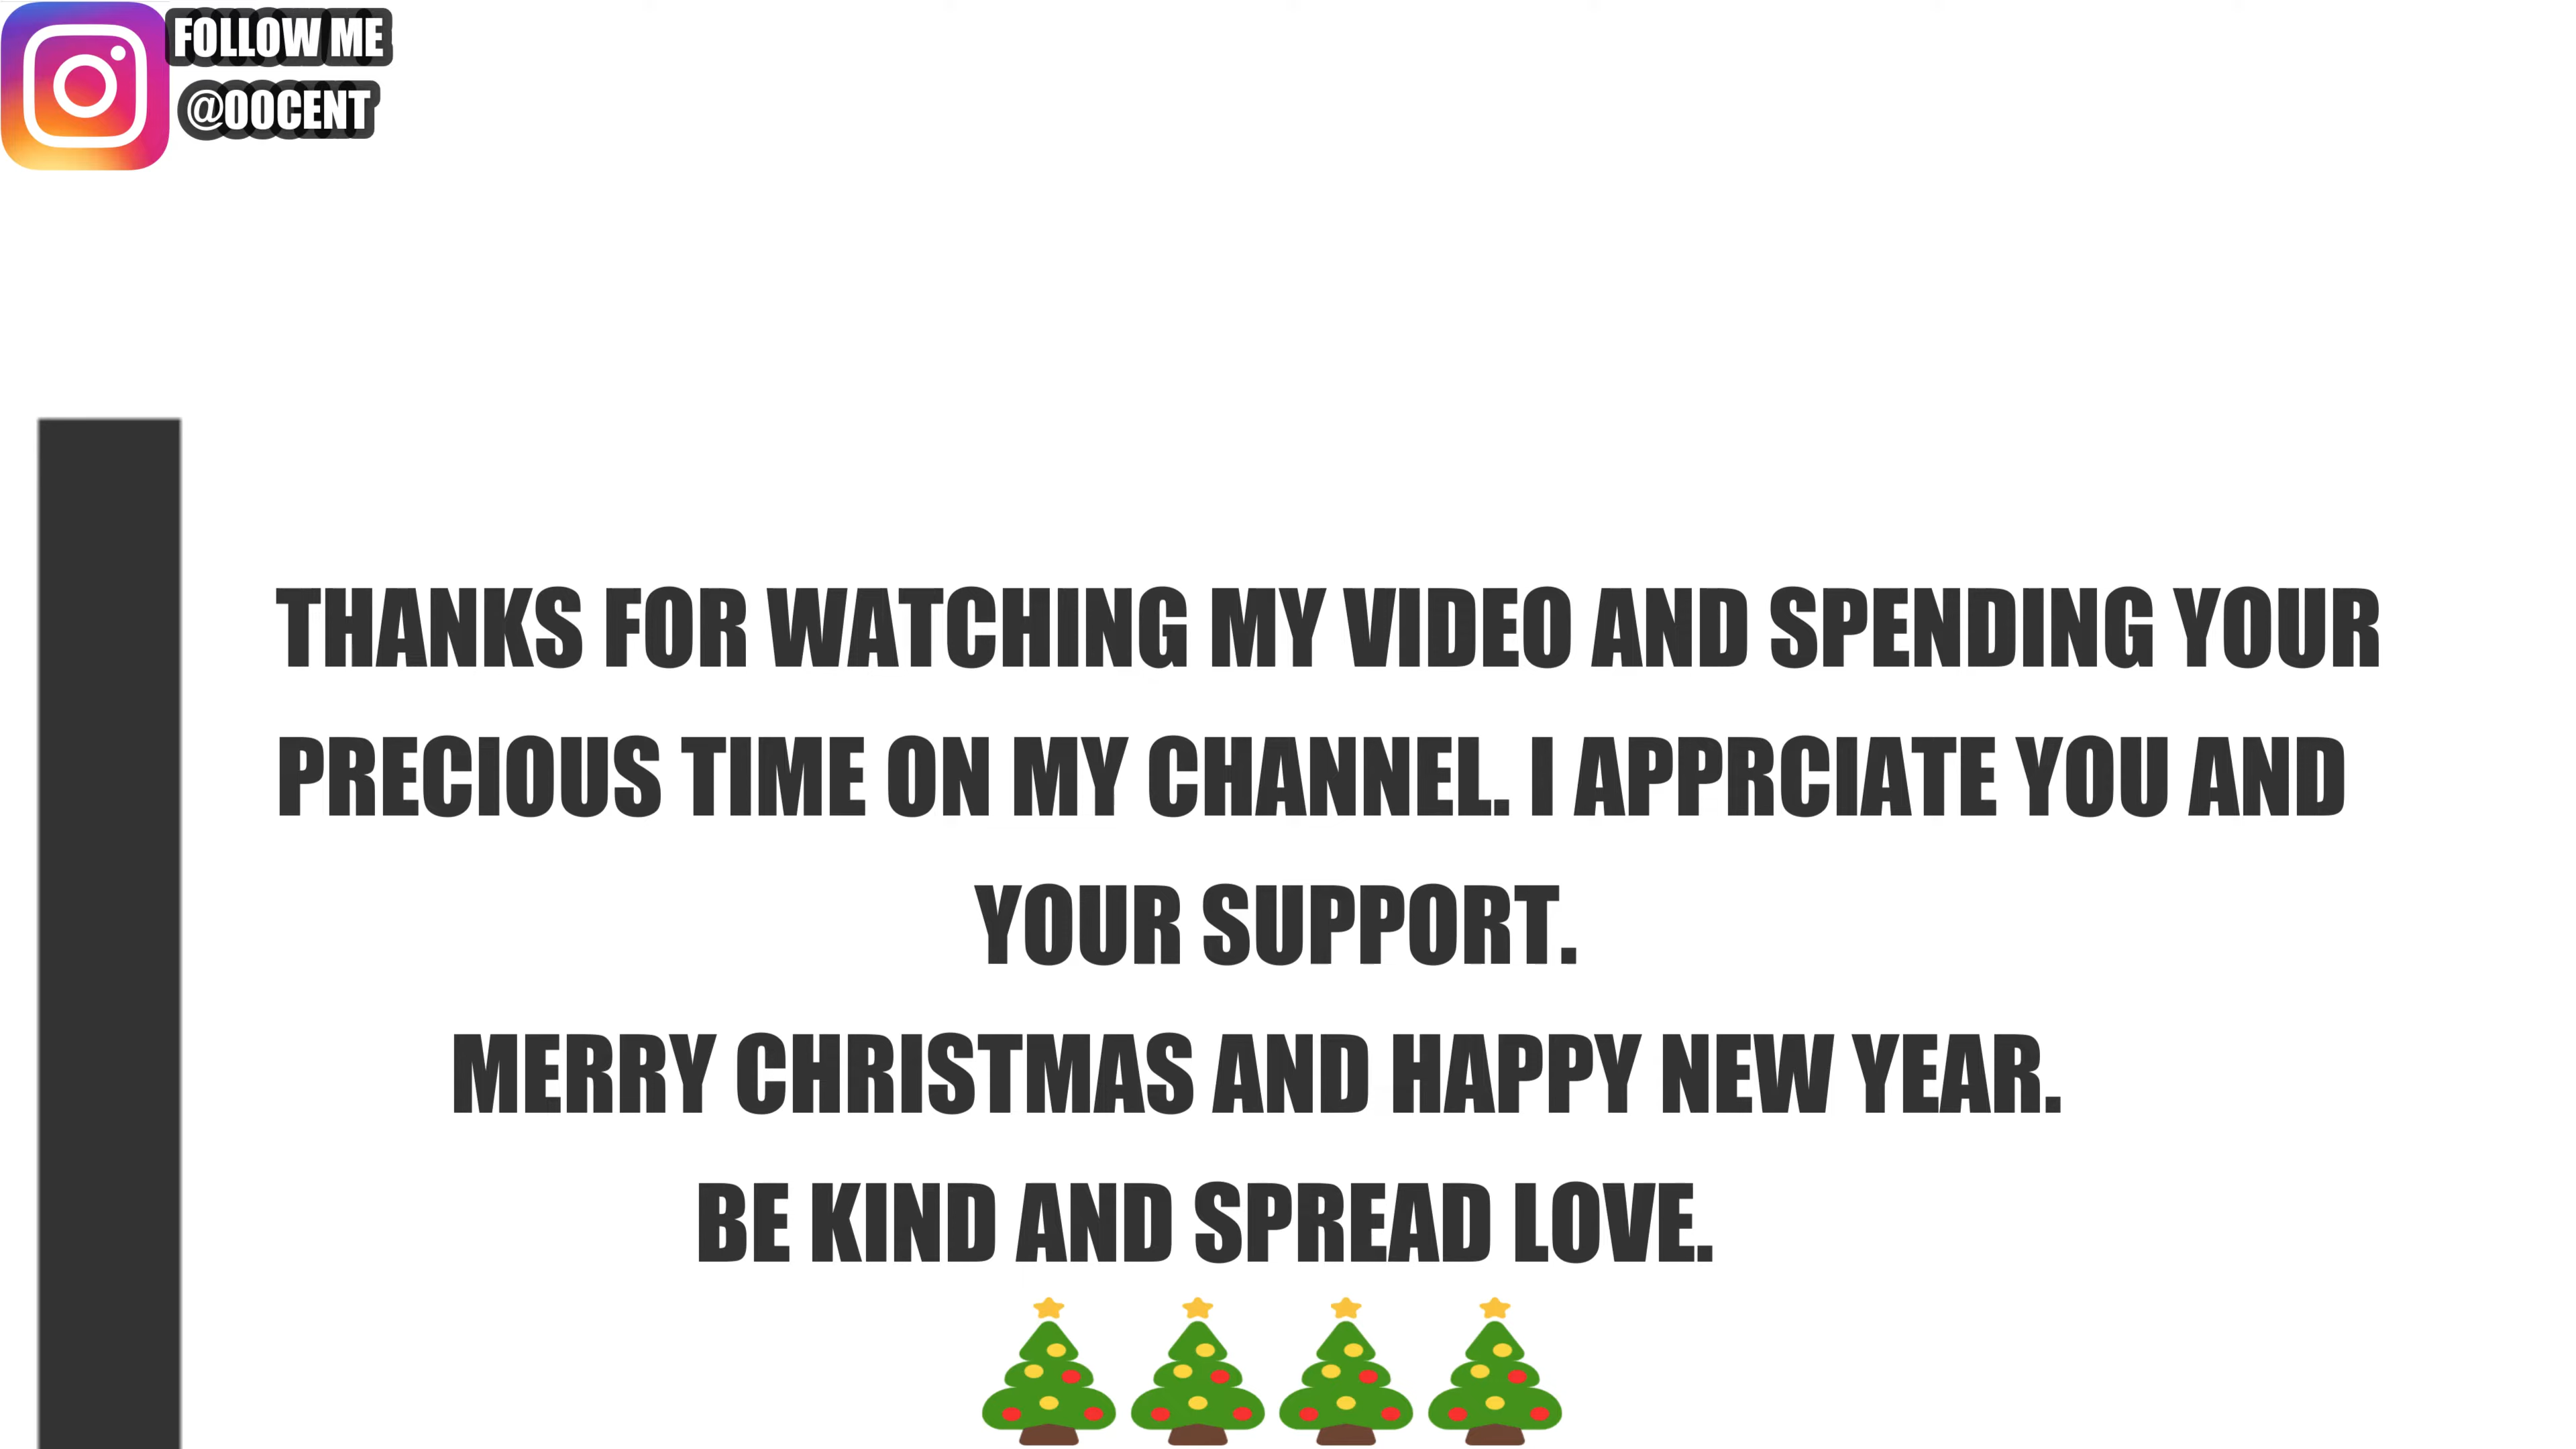 FOLLOW ME
@OOCENT
THANKS FOR WATCHING MY VIDEO AND SPENDING YOUR
PRECIOUS TIME ON MY CHANNEL. I APPRCIATE YOU AND
YOUR SUPPORT.
MERRY CHRISTMAS AND HAPPY NEW YEAR.
BE KIND AND SPREAD LOVE.